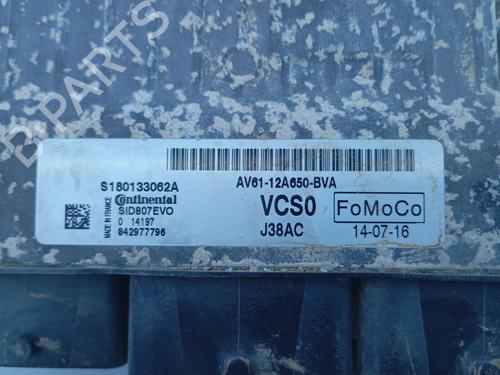 B-PARTS
S180133062A
AV61-12A650-BVA
MADE IN FRANCE
Continental
SID807EVO
0 14197
842977796
VCS0
J38AC
FoMoCo
14-07-16